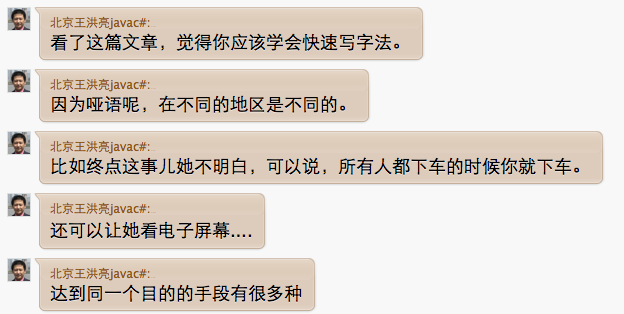 北京王洪亮javac#:
看了这篇文章，觉得你应该学会快速写字法。
北京王洪亮javac#:
因为哑语呢，在不同的地区是不同的。
北京王洪亮javac#:
比如终点这事儿她不明白，可以说，所有人都下车的时候你就下车。
北京王洪亮javac#:
还可以让她看电子屏幕....
北京王洪亮javac#:
达到同一个目的的手段有很多种